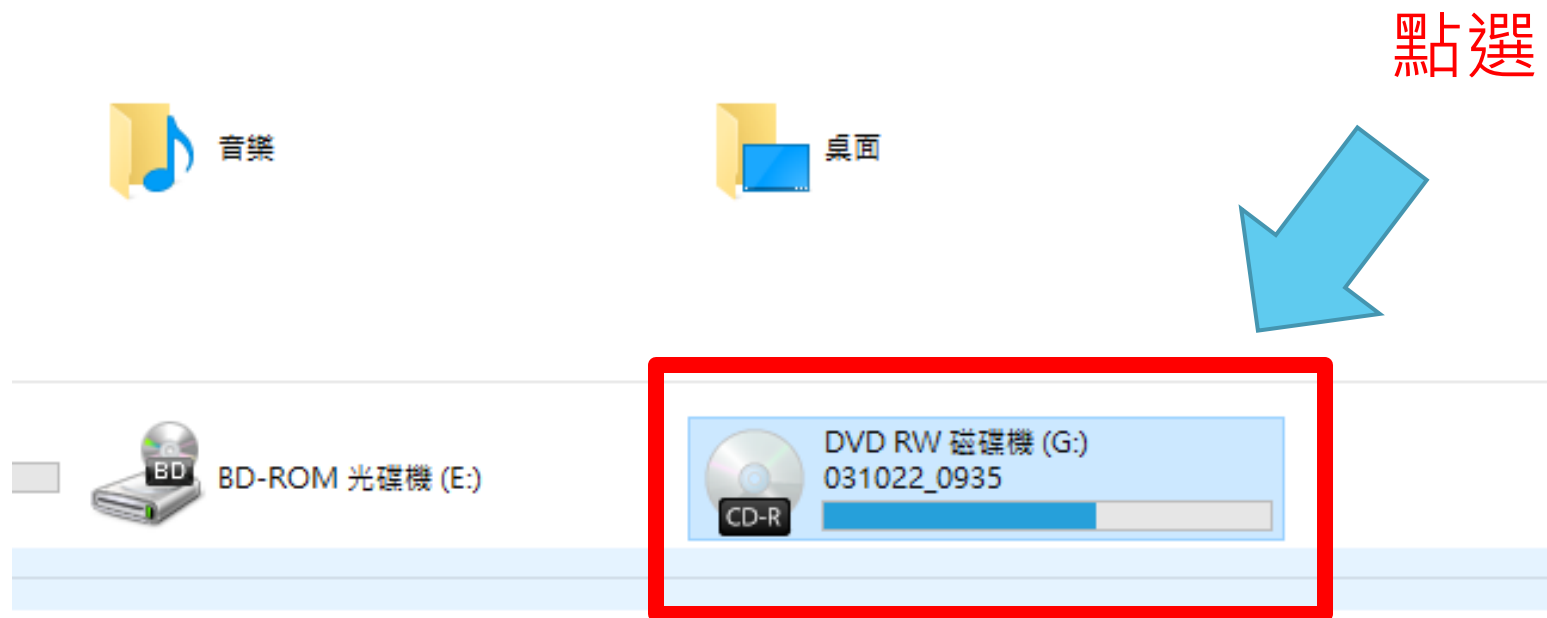 點選
音樂
桌面
BD
BD-ROM 光碟機 (E:)
DVD RW 磁碟機 (G:)
031022_0935
CD-R